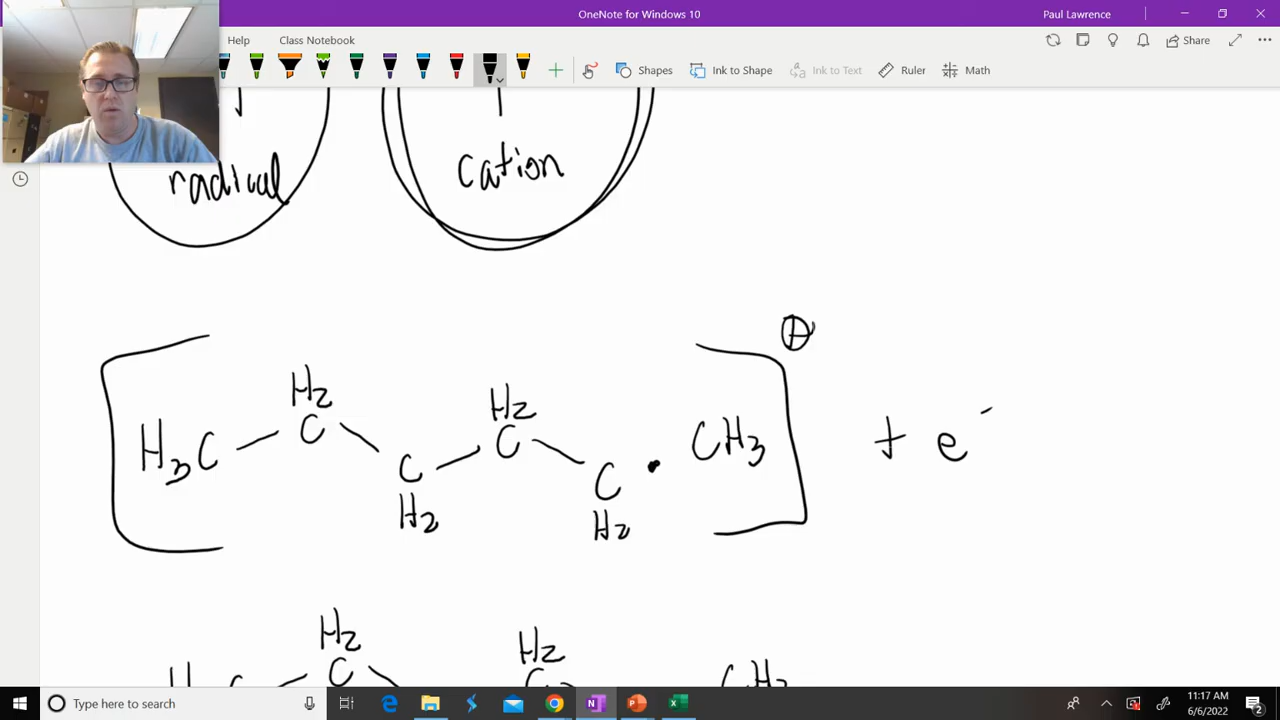 OneNote for Windows 10
Paul Lawrence
Help
Class Notebook
Share
Shapes
Ink to Shape
Ink to Text
Ruler
Math
radical
cation
H2 H2 ⊕
H3C — C C — C C • CH3 + e⁻
H2 H2
H2 H2
C CH3
Type here to search
11:17 AM
6/6/2022
2